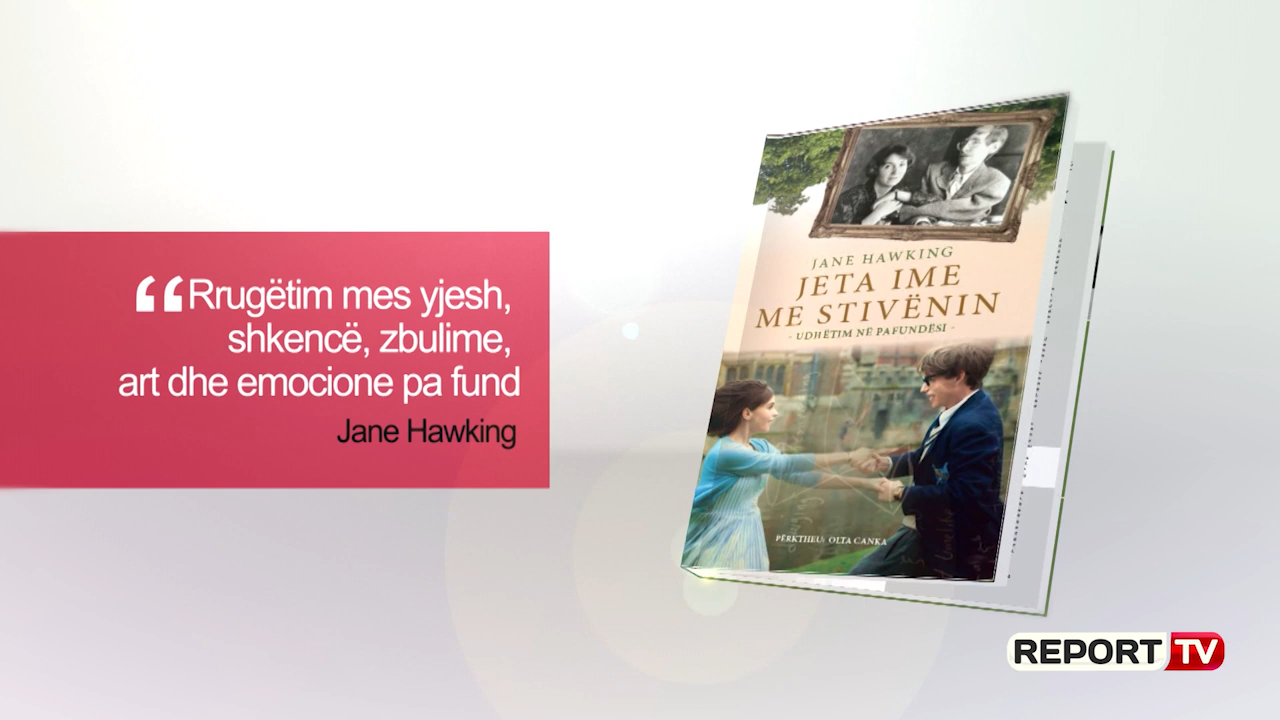 “Rrugëtim mes yjesh,
shkencë, zbulime,
art dhe emocione pa fund
Jane Hawking
JANE HAWKING
JETA IME
ME STIVËNIN
- UDHËTIM NË PAFUNDËSI -
PËRKTHEU: OLTA CANKA
REPORT TV